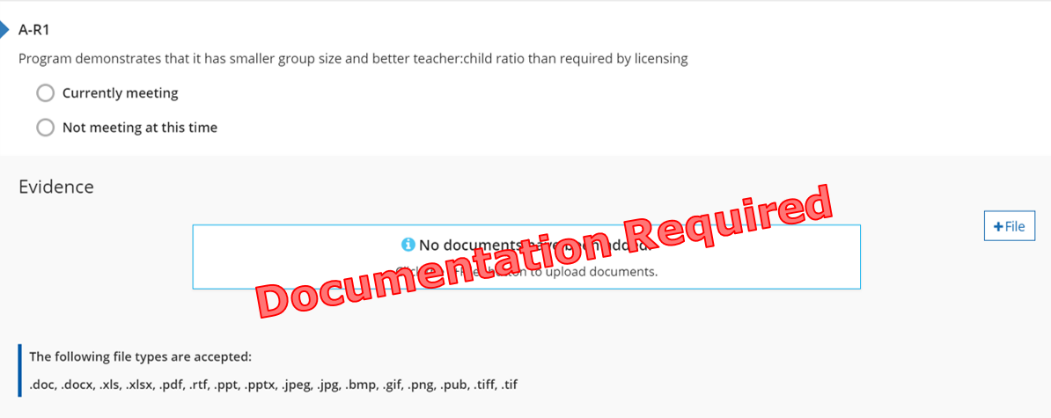 A-R1
Program demonstrates that it has smaller group size and better teacher:child ratio than required by licensing
Currently meeting
Not meeting at this time
Evidence
+File
No documents
Documentation Required
to upload documents.
The following file types are accepted:
.doc, .docx, .xls, .xlsx, .pdf, .rtf, .ppt, .pptx, .jpeg, .jpg, .bmp, .gif, .png, .pub, .tiff, .tif